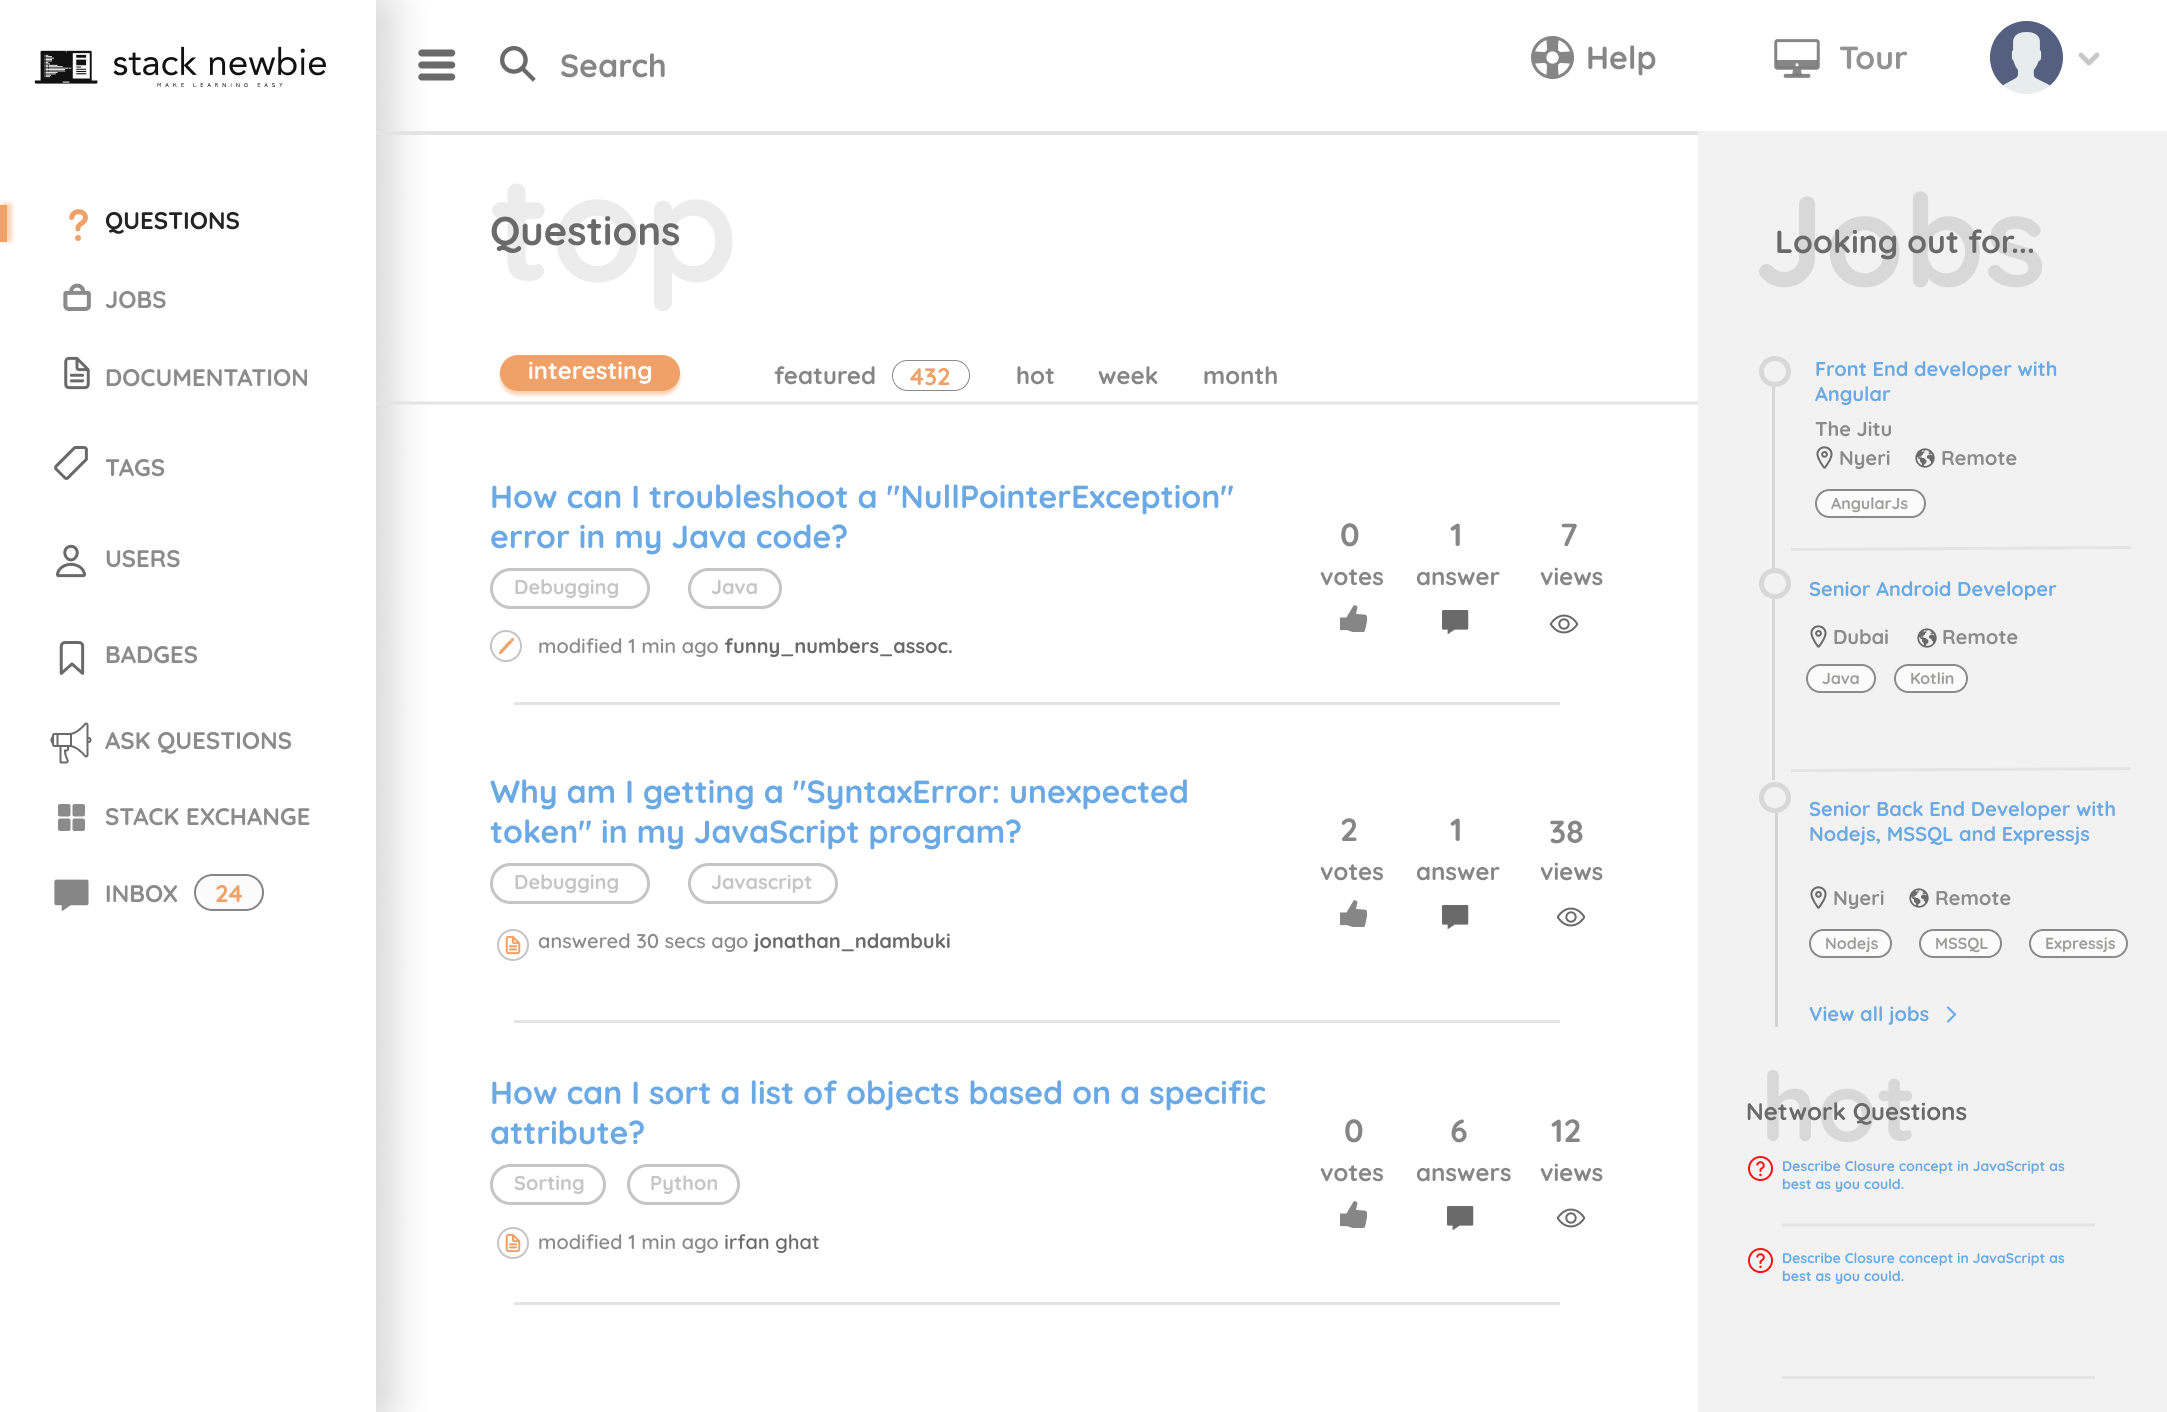 stack newbie
MAKE LEARNING EASY
Search
Help
Tour
QUESTIONS
JOBS
DOCUMENTATION
TAGS
USERS
BADGES
ASK QUESTIONS
STACK EXCHANGE
INBOX 24
top
Questions
interesting featured 432 hot week month
How can I troubleshoot a "NullPointerException"
error in my Java code?
Debugging Java
modified 1 min ago funny_numbers_assoc.
0 1 7
votes answer views
Why am I getting a "SyntaxError: unexpected
token" in my JavaScript program?
Debugging Javascript
answered 30 secs ago jonathan_ndambuki
2 1 38
votes answer views
How can I sort a list of objects based on a specific
attribute?
Sorting Python
modified 1 min ago irfan ghat
0 6 12
votes answers views
Jobs
Looking out for...
Front End developer with
Angular
The Jitu
Nyeri Remote
AngularJs
Senior Android Developer
Dubai Remote
Java Kotlin
Senior Back End Developer with
Nodejs, MSSQL and Expressjs
Nyeri Remote
Nodejs MSSQL Expressjs
View all jobs
hot
Network Questions
Describe Closure concept in JavaScript as
best as you could.
Describe Closure concept in JavaScript as
best as you could.